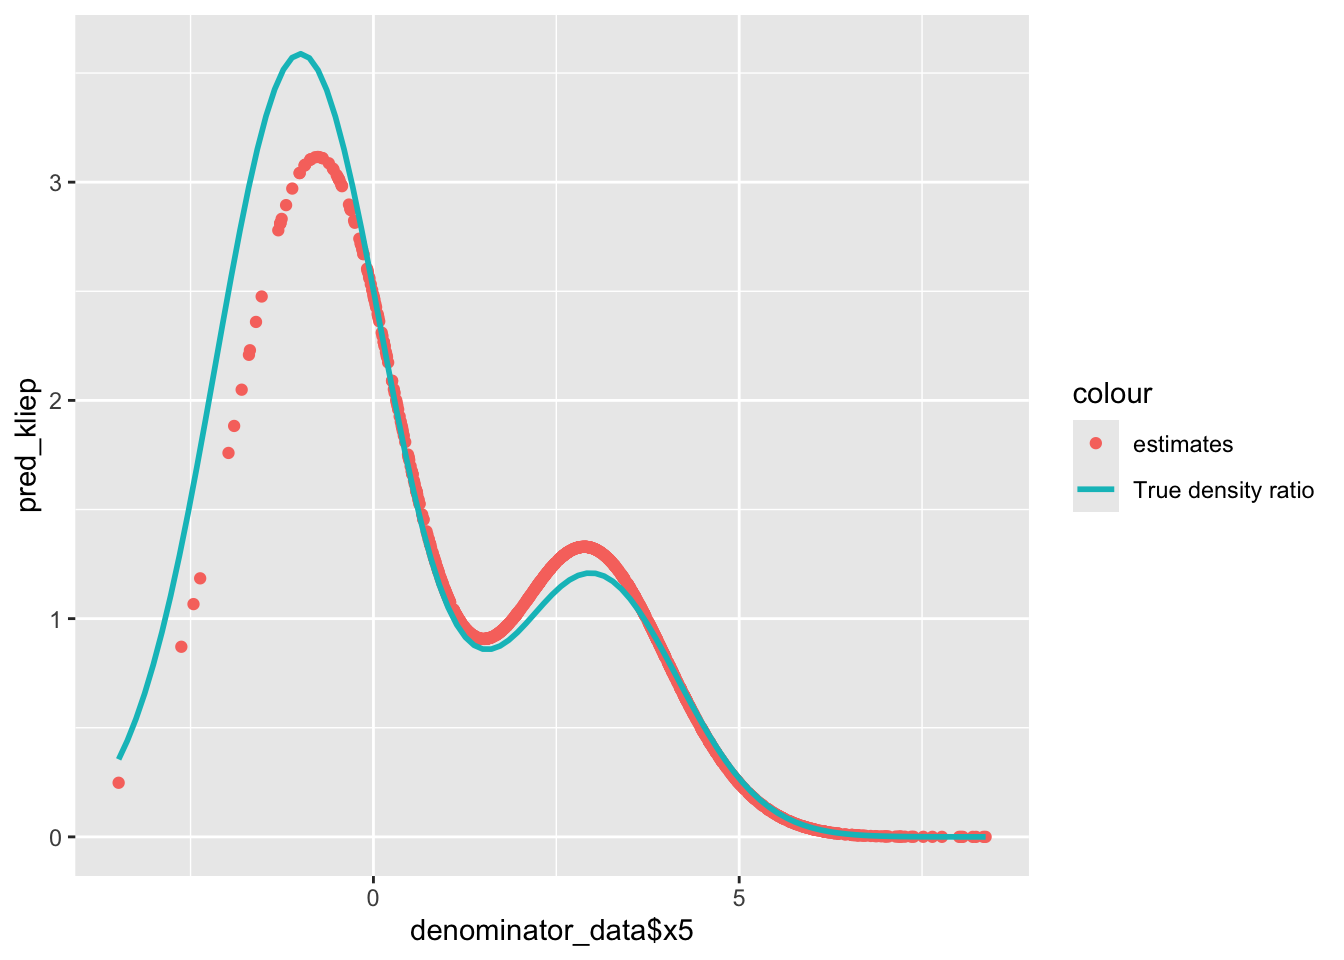 3
2
1
0
pred_kliep
0
5
denominator_data$x5
colour
estimates
True density ratio